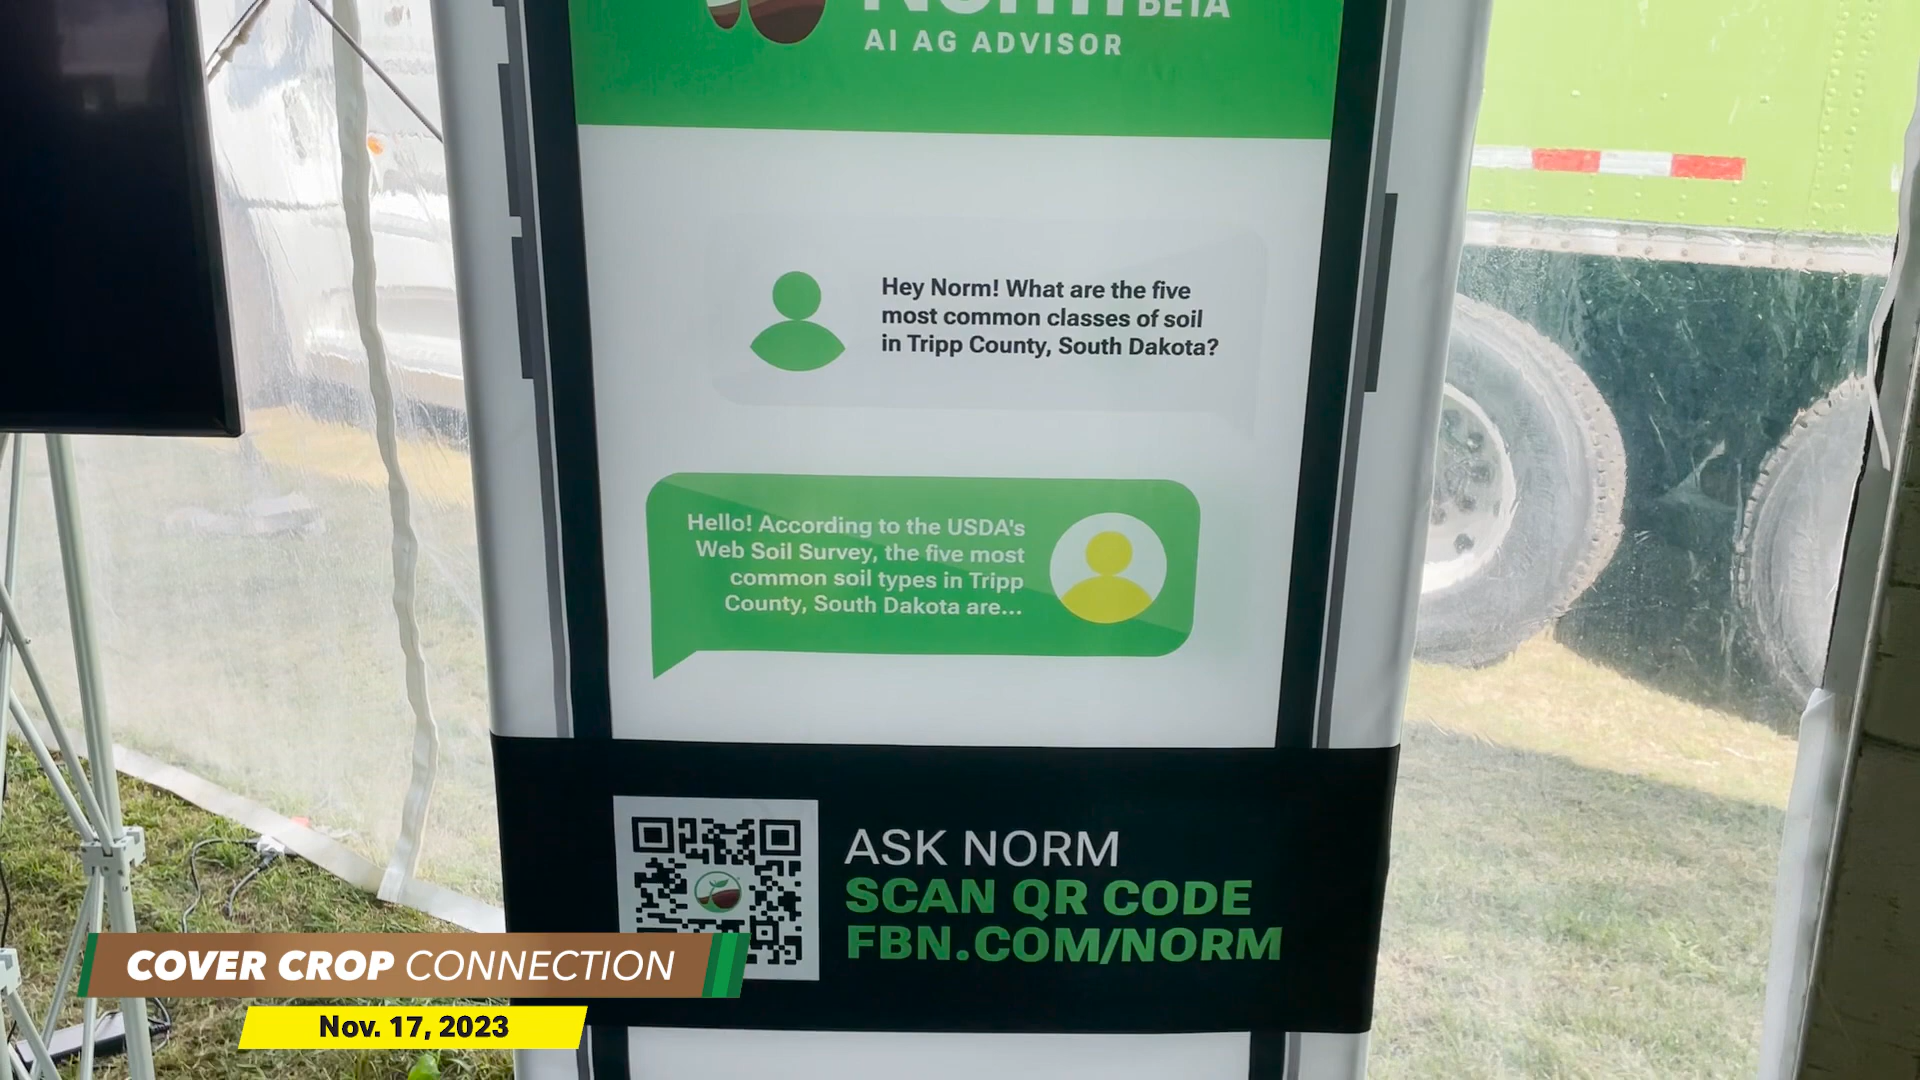 Norm BETA
AI AG ADVISOR
Hey Norm! What are the five
most common classes of soil
in Tripp County, South Dakota?
Hello! According to the USDA's
Web Soil Survey, the five most
common soil types in Tripp
County, South Dakota are...
ASK NORM
SCAN QR CODE
FBN.COM/NORM
COVER CROP CONNECTION
Nov. 17, 2023